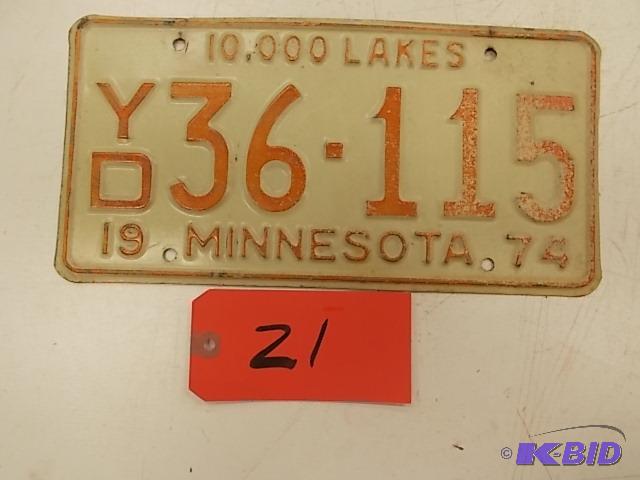 10,000 LAKES
YD 36-115
19 MINNESOTA 74
21
© K-BID